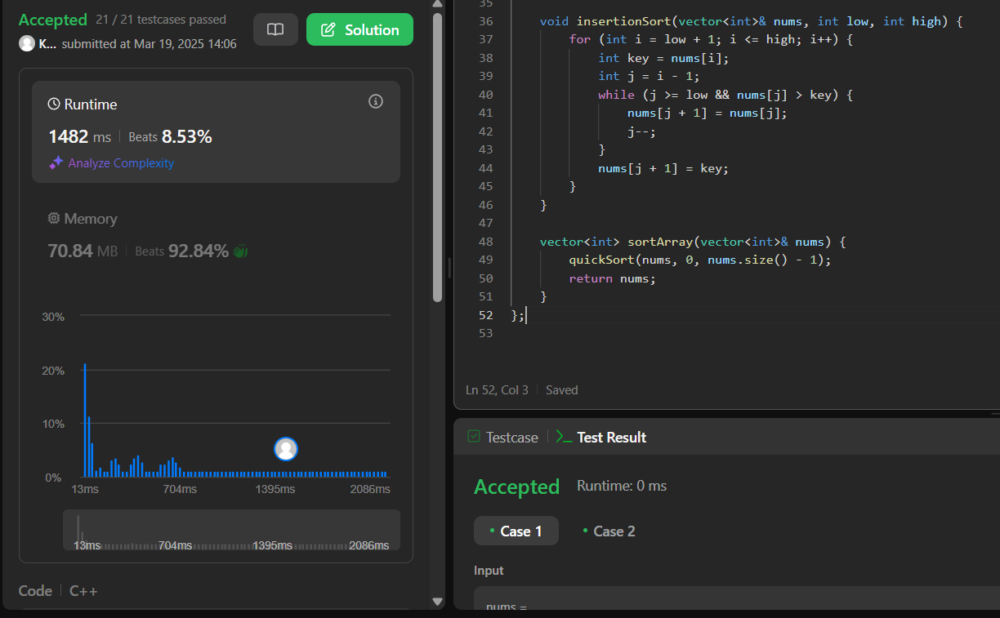 Accepted 21 / 21 testcases passed
K... submitted at Mar 19, 2025 14:06
Solution
Runtime
1482 ms | Beats 8.53%
Analyze Complexity
Memory
70.84 MB | Beats 92.84%
30%
20%
10%
0%
13ms 704ms 1395ms 2086ms
13ms 704ms 1395ms 2086ms
Code | C++
35
36 void insertionSort(vector<int>& nums, int low, int high) {
37 for (int i = low + 1; i <= high; i++) {
38 int key = nums[i];
39 int j = i - 1;
40 while (j >= low && nums[j] > key) {
41 nums[j + 1] = nums[j];
42 j--;
43 }
44 nums[j + 1] = key;
45 }
46 }
47
48 vector<int> sortArray(vector<int>& nums) {
49 quickSort(nums, 0, nums.size() - 1);
50 return nums;
51 }
52 };
53
Ln 52, Col 3 | Saved
Testcase | >_ Test Result
Accepted Runtime: 0 ms
• Case 1 • Case 2
Input
nums =